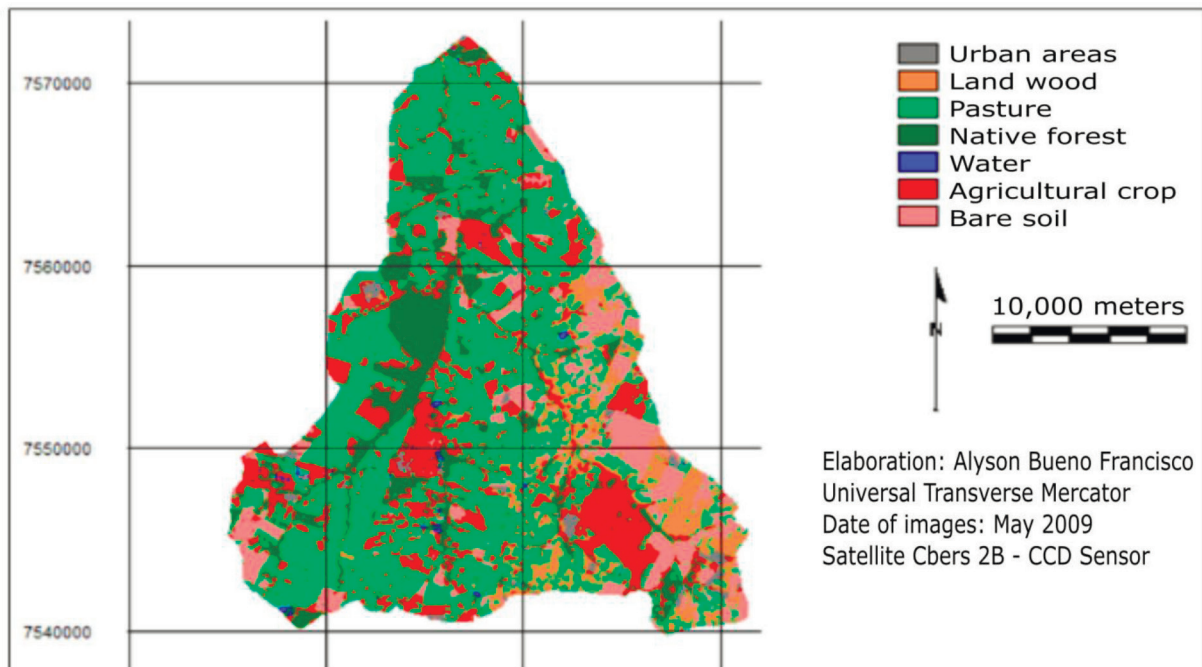 7570000
7560000
7550000
7540000
Urban areas
Land wood
Pasture
Native forest
Water
Agricultural crop
Bare soil
N
10,000 meters
Elaboration: Alyson Bueno Francisco
Universal Transverse Mercator
Date of images: May 2009
Satellite Cbers 2B - CCD Sensor